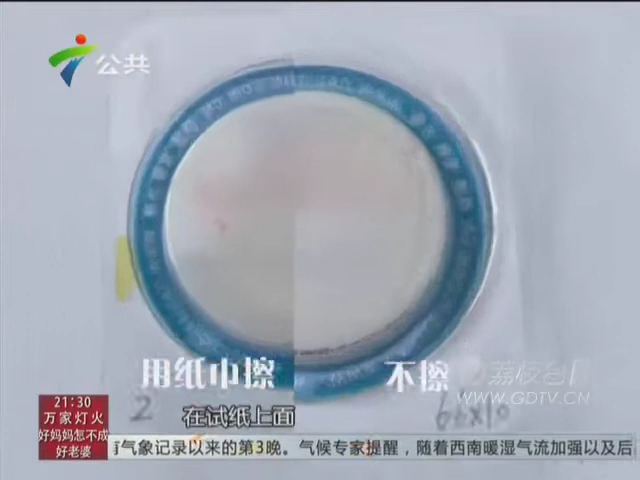 公共
用纸巾擦
不擦
荔枝台
WWW.GDTV.CN
2
在试纸上面
21:30
万家灯火
好妈妈怎不成
好老婆
有气象记录以来的第3晚。气候专家提醒，随着西南暖湿气流加强以及后